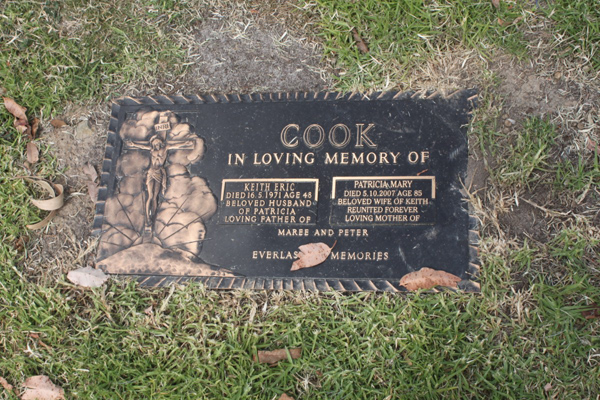 INRI
COOK
IN LOVING MEMORY OF
KEITH ERIC
DIED 16.5.1971 AGE 48
BELOVED HUSBAND
OF PATRICIA
LOVING FATHER OF
PATRICIA MARY
DIED 5.10.2007 AGE 85
BELOVED WIFE OF KEITH
REUNITED FOREVER
LOVING MOTHER OF
MAREE AND PETER
MEMORIES